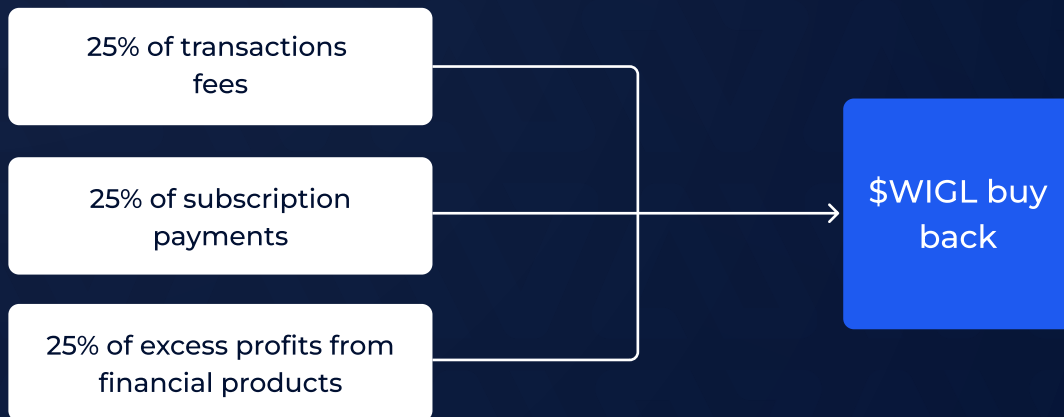 25% of transactions
fees
25% of subscription
payments
25% of excess profits from
financial products
$WIGL buy
back